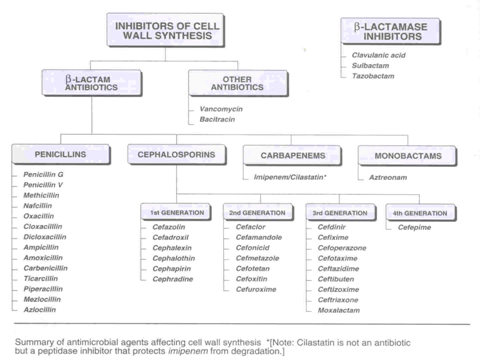 INHIBITORS OF CELL
WALL SYNTHESIS
β-LACTAMASE
INHIBITORS
Clavulanic acid
Sulbactam
Tazobactam
β-LACTAM
ANTIBIOTICS
OTHER
ANTIBIOTICS
Vancomycin
Bacitracin
PENICILLINS
CEPHALOSPORINS
CARBAPENEMS
MONOBACTAMS
Penicillin G
Penicillin V
Methicillin
Nafcillin
Oxacillin
Cloxacillin
Dicloxacillin
Ampicillin
Amoxicillin
Carbenicillin
Ticarcillin
Piperacillin
Mezlocillin
Azlocillin
Imipenem/Cilastatin*
Aztreonam
1st GENERATION
Cefazolin
Cefadroxil
Cephalexin
Cephalothin
Cephapirin
Cephradine
2nd GENERATION
Cefaclor
Cefamandole
Cefonicid
Cefmetazole
Cefotetan
Cefoxitin
Cefuroxime
3rd GENERATION
Cefdinir
Cefixime
Cefoperazone
Cefotaxime
Ceftazidime
Ceftibuten
Ceftizoxime
Ceftriaxone
Moxalactam
4th GENERATION
Cefepime
Summary of antimicrobial agents affecting cell wall synthesis *[Note: Cilastatin is not an antibiotic
but a peptidase inhibitor that protects imipenem from degradation.]